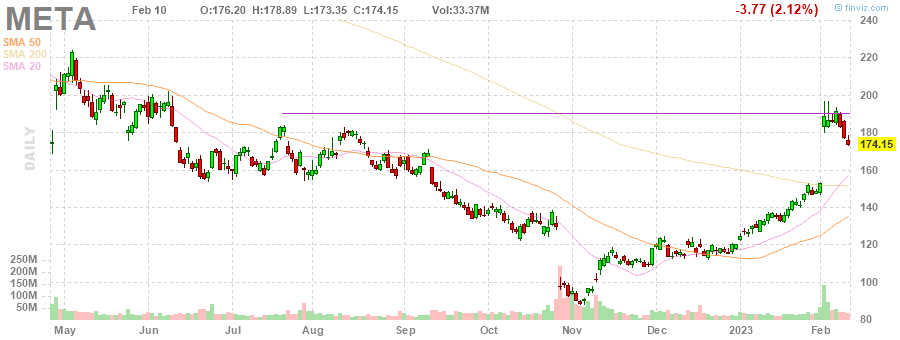 META
Feb 10 O:176.20 H:178.89 L:173.35 C:174.15 Vol:33.37M -3.77 (2.12%)
© finviz.com
SMA 50
SMA 200
SMA 20
DAILY
240
220
200
180
174.15
160
140
120
100
80
250M
200M
150M
100M
50M
May Jun Jul Aug Sep Oct Nov Dec 2023 Feb